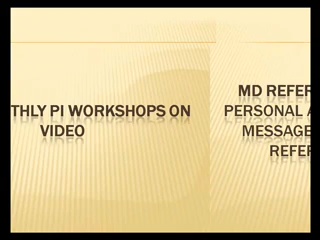 THLY PI WORKSHOPS ON
VIDEO
MD REFER
PERSONAL A
MESSAGE
REFER